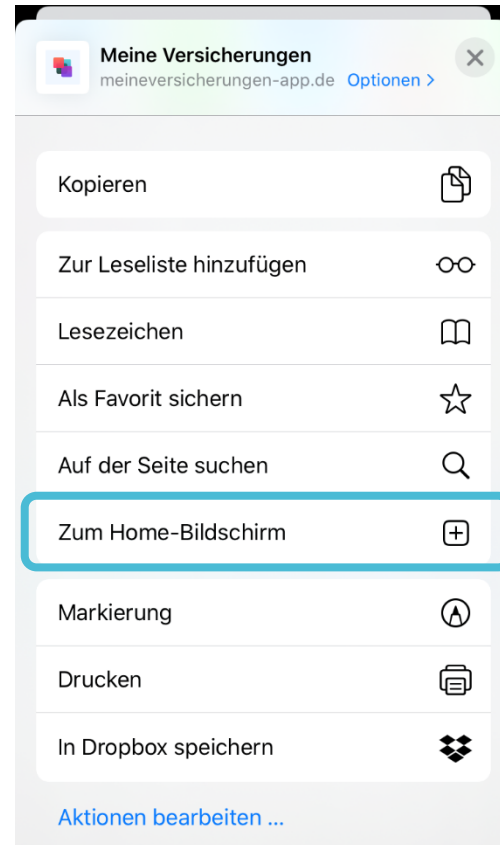 Meine Versicherungen
meineversicherungen-app.de Optionen >
Kopieren
Zur Leseliste hinzufügen
Lesezeichen
Als Favorit sichern
Auf der Seite suchen
Zum Home-Bildschirm
Markierung
Drucken
In Dropbox speichern
Aktionen bearbeiten ...